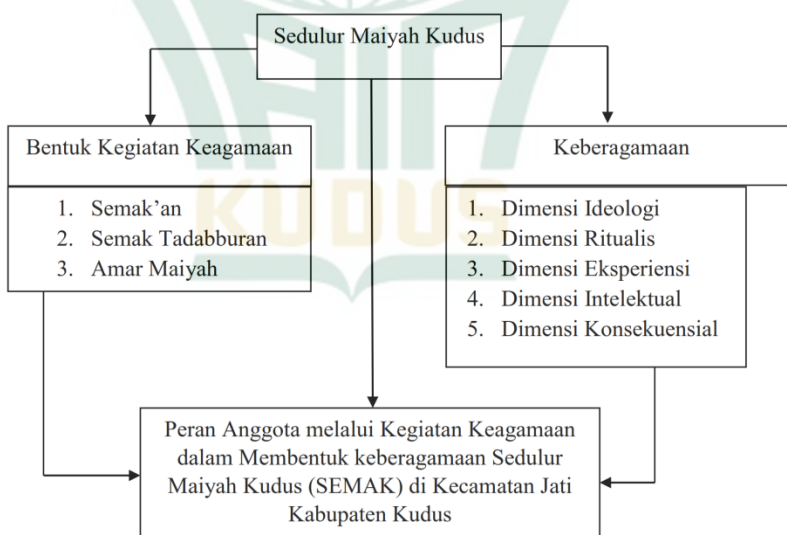 Sedulur Maiyah Kudus
Bentuk Kegiatan Keagamaan
1. Semak'an
2. Semak Tadabburan
3. Amar Maiyah
Keberagamaan
1. Dimensi Ideologi
2. Dimensi Ritualis
3. Dimensi Eksperiensi
4. Dimensi Intelektual
5. Dimensi Konsekuensial
KUDUS
Peran Anggota melalui Kegiatan Keagamaan
dalam Membentuk keberagamaan Sedulur
Maiyah Kudus (SEMAK) di Kecamatan Jati
Kabupaten Kudus